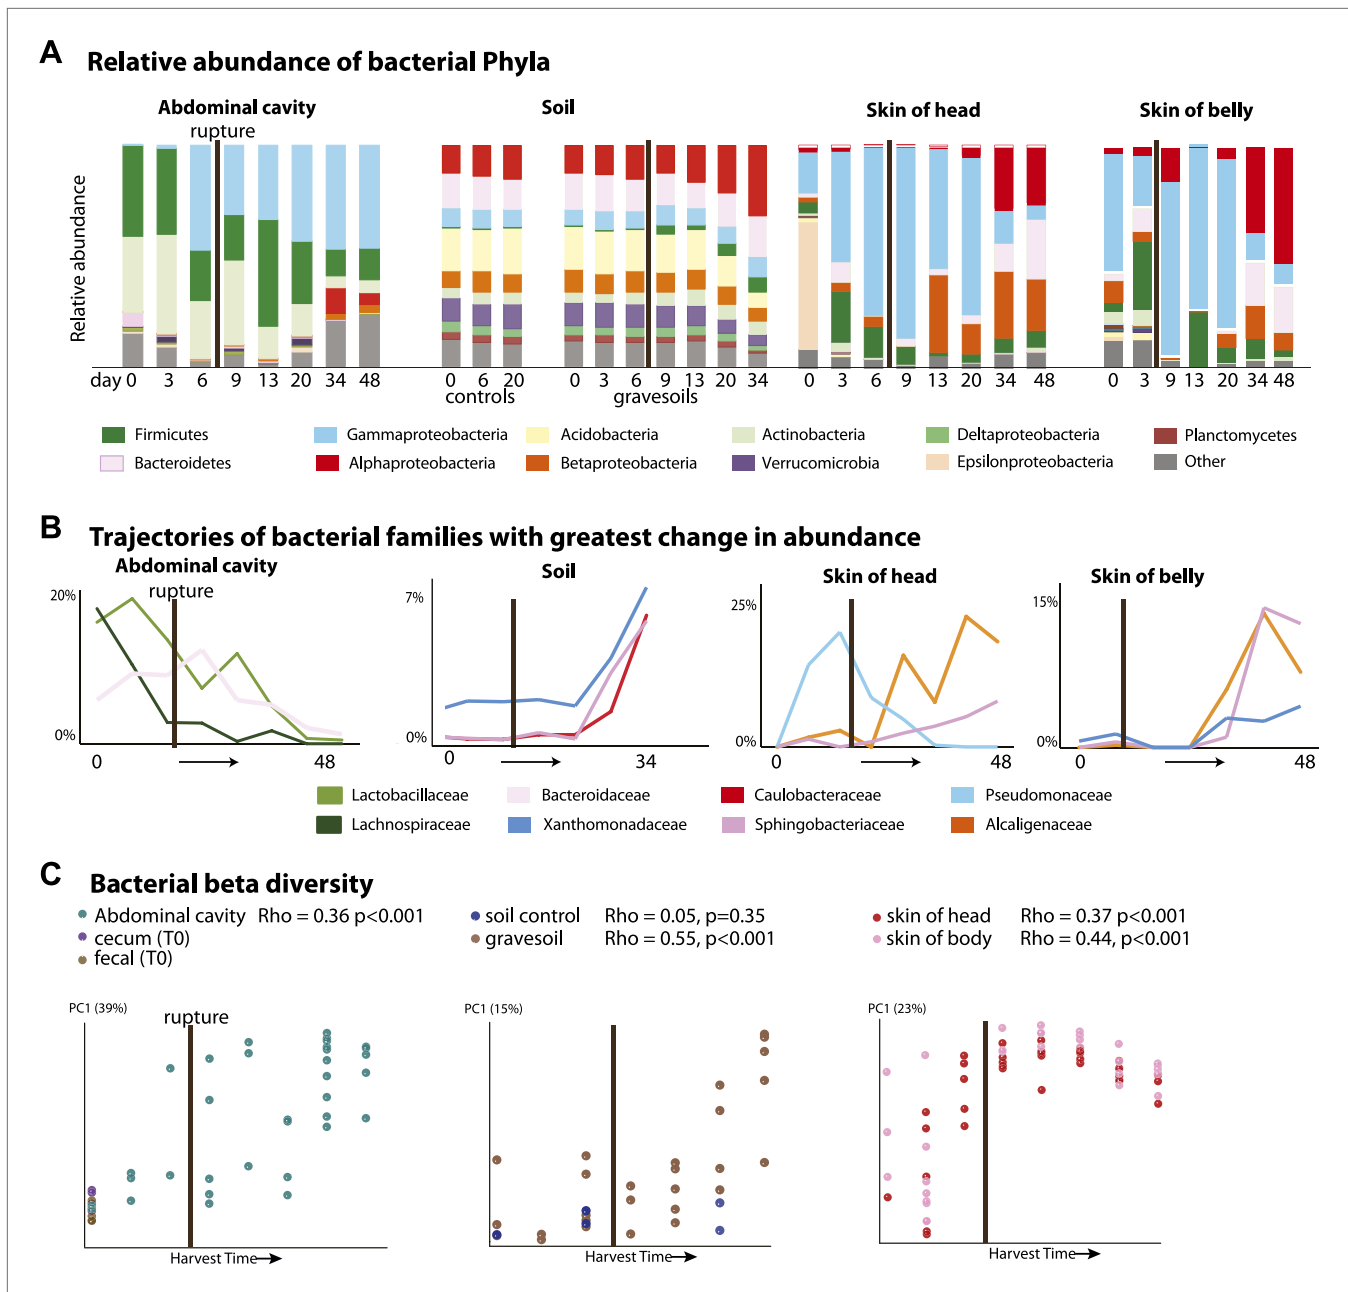 A Relative abundance of bacterial Phyla
Abdominal cavity Soil Skin of head Skin of belly
rupture
Relative abundance
day 0 3 6 9 13 20 34 48 0 6 20 0 3 6 9 13 20 34 0 3 6 9 13 20 34 48 0 3 9 13 20 34 48
controls gravesoils
Firmicutes Gammaproteobacteria Acidobacteria Actinobacteria Deltaproteobacteria Planctomycetes
Bacteroidetes Alphaproteobacteria Betaproteobacteria Verrucomicrobia Epsilonproteobacteria Other
B Trajectories of bacterial families with greatest change in abundance
Abdominal cavity Soil Skin of head Skin of belly
rupture
20% 7% 25% 15%
0% 0% 0% 0%
0 48 0 34 0 48 0 48
Lactobacillaceae Bacteroidaceae Caulobacteraceae Pseudomonaceae
Lachnospiraceae Xanthomonadaceae Sphingobacteriaceae Alcaligenaceae
C Bacterial beta diversity
Abdominal cavity Rho = 0.36 p<0.001 soil control Rho = 0.05, p=0.35 skin of head Rho = 0.37 p<0.001
cecum (T0) gravesoil Rho = 0.55, p<0.001 skin of body Rho = 0.44, p<0.001
fecal (T0)
PC1 (39%) PC1 (15%) PC1 (23%)
rupture
Harvest Time Harvest Time Harvest Time